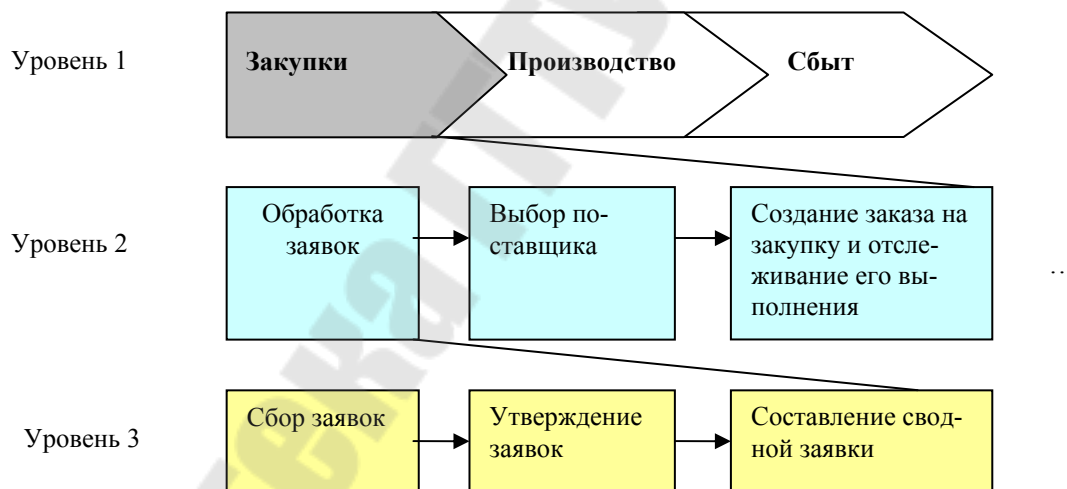 Уровень 1
Закупки
Производство
Сбыт
Уровень 2
Обработка
заявок
Выбор по-
ставщика
Создание заказа на
закупку и отсле-
живание его вы-
полнения
..
Уровень 3
Сбор заявок
Утверждение
заявок
Составление свод-
ной заявки